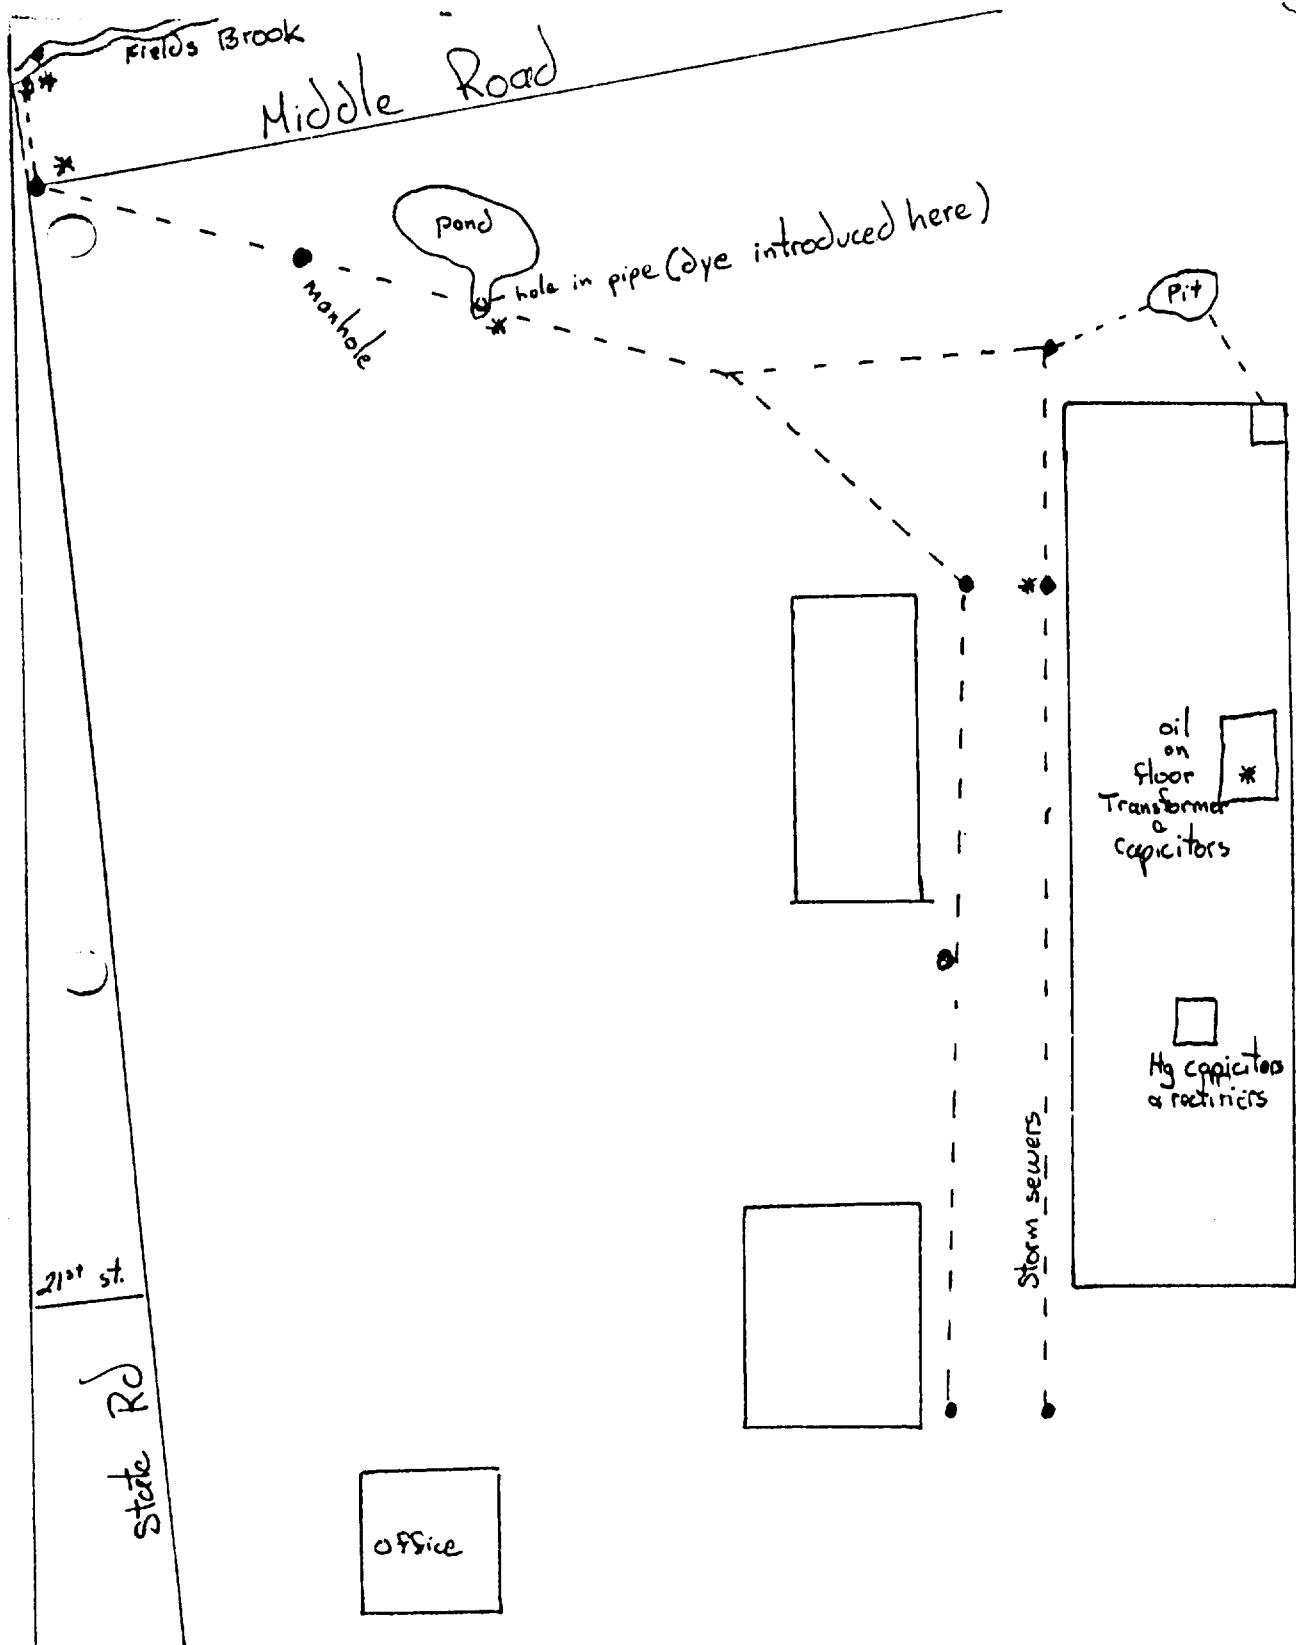 Fields Brook
Middle Road
pond
hole in pipe (dye introduced here)
manhole
Pit
oil
on
floor
Transformer
&
Capicitors
Hg capicitors
Storm sewers
21st st.
State Rd
office